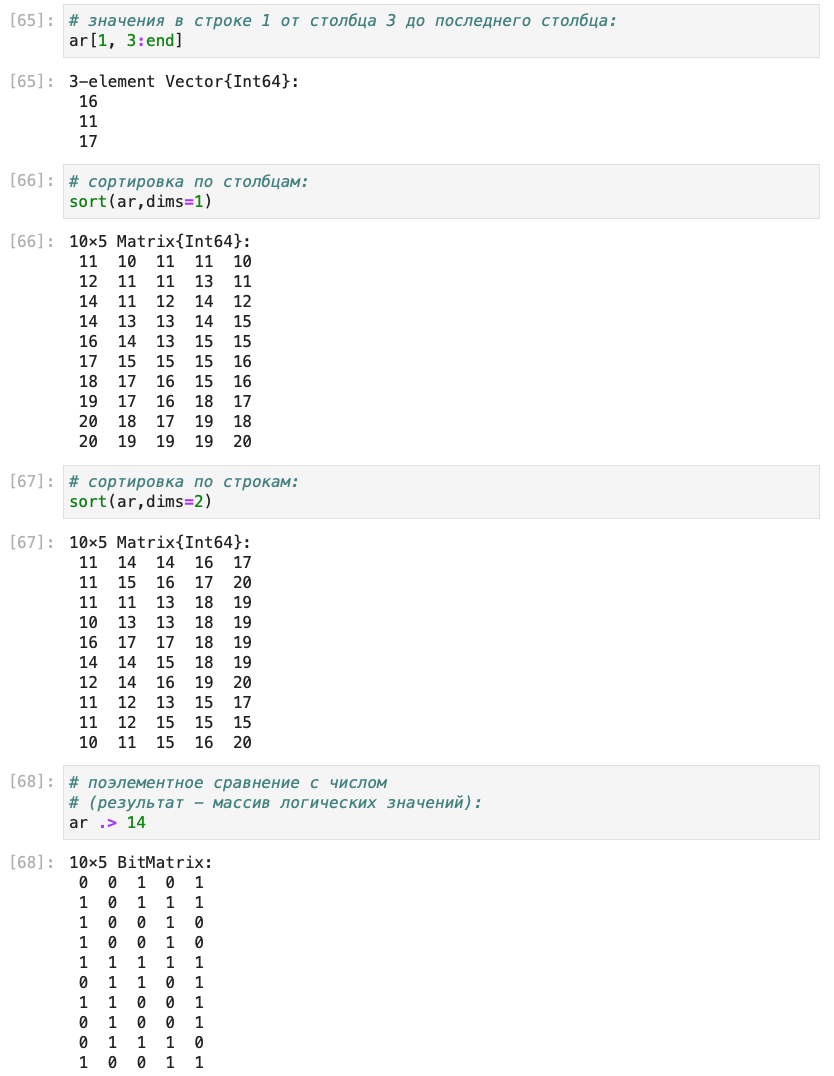 [65]: # значения в строке 1 от столбца 3 до последнего столбца:
ar[1, 3:end]
[65]: 3-element Vector{Int64}:
16
11
17
[66]: # сортировка по столбцам:
sort(ar,dims=1)
[66]: 10×5 Matrix{Int64}:
11 10 11 11 10
12 11 11 13 11
14 11 12 14 12
14 13 13 14 15
16 14 13 15 15
17 15 15 15 16
18 17 16 15 16
19 17 16 18 17
20 18 17 19 18
20 19 19 19 20
[67]: # сортировка по строкам:
sort(ar,dims=2)
[67]: 10×5 Matrix{Int64}:
11 14 14 16 17
11 15 16 17 20
11 11 13 18 19
10 13 13 18 19
16 17 17 18 19
14 14 15 18 19
12 14 16 19 20
11 12 13 15 17
11 12 15 15 15
10 11 15 16 20
[68]: # поэлементное сравнение с числом
# (результат - массив логических значений):
ar .> 14
[68]: 10×5 BitMatrix:
0 0 1 0 1
1 0 1 1 1
1 0 0 1 0
1 0 0 1 0
1 1 1 1 1
0 1 1 0 1
1 1 0 0 1
0 1 0 0 1
0 1 1 1 0
1 0 0 1 1